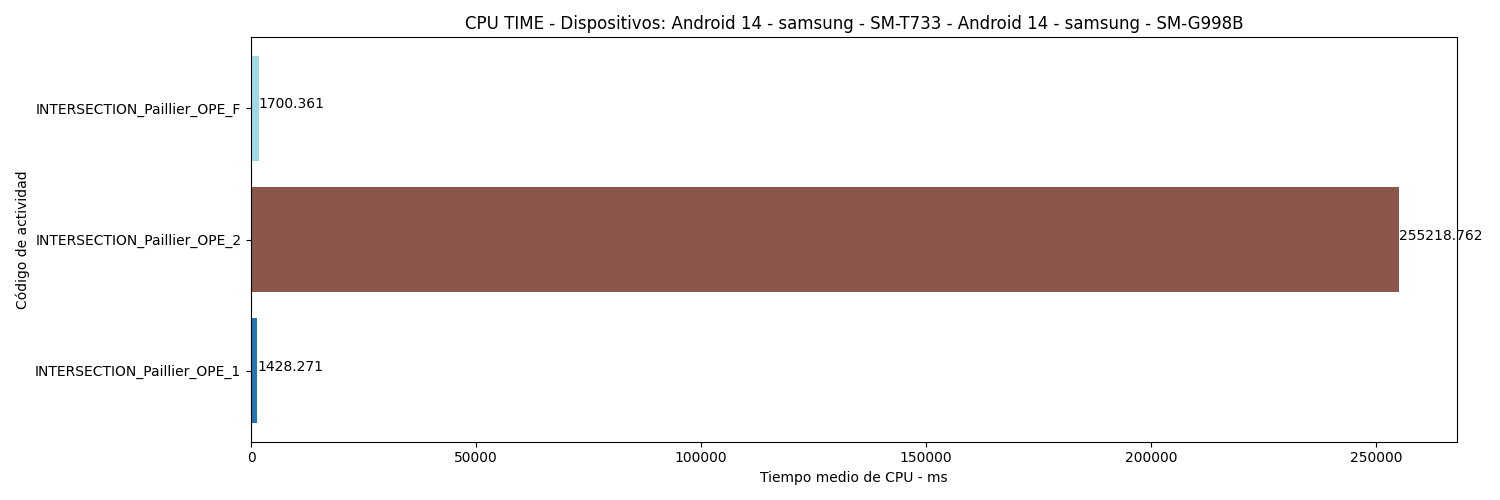 CPU TIME - Dispositivos: Android 14 - samsung - SM-T733 - Android 14 - samsung - SM-G998B
Código de actividad
INTERSECTION_Paillier_OPE_F
1700.361
INTERSECTION_Paillier_OPE_2
255218.762
INTERSECTION_Paillier_OPE_1
1428.271
0 50000 100000 150000 200000 250000
Tiempo medio de CPU - ms